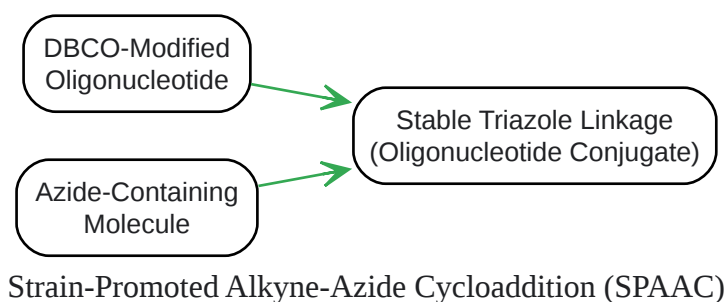 DBCO-Modified
Oligonucleotide
Stable Triazole Linkage
(Oligonucleotide Conjugate)
Azide-Containing
Molecule
Strain-Promoted Alkyne-Azide Cycloaddition (SPAAC)